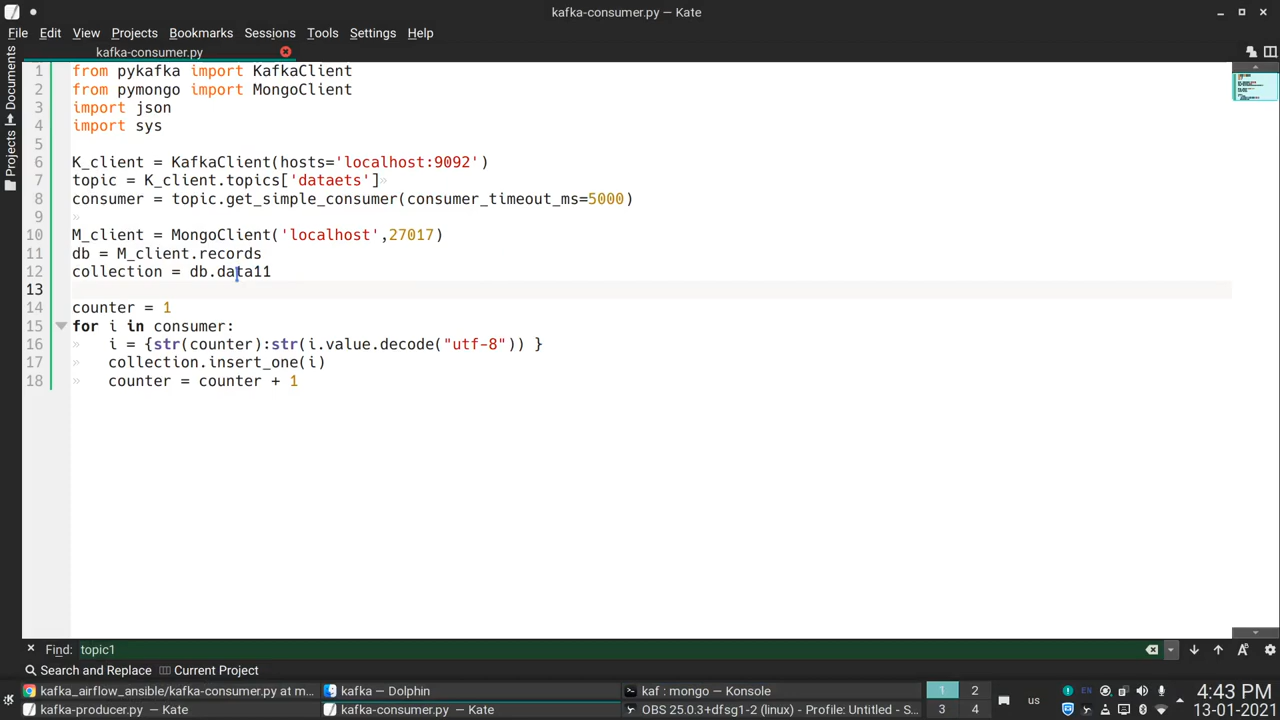 kafka-consumer.py — Kate
File Edit View Projects Bookmarks Sessions Tools Settings Help
kafka-consumer.py
Documents
Projects
1 from pykafka import KafkaClient
2 from pymongo import MongoClient
3 import json
4 import sys
5
6 K_client = KafkaClient(hosts='localhost:9092')
7 topic = K_client.topics['dataets']
8 consumer = topic.get_simple_consumer(consumer_timeout_ms=5000)
9
10 M_client = MongoClient('localhost',27017)
11 db = M_client.records
12 collection = db.data11
13
14 counter = 1
15 for i in consumer:
16 i = {str(counter):str(i.value.decode("utf-8")) }
17 collection.insert_one(i)
18 counter = counter + 1
Find: topic1
Search and Replace Current Project
kafka_airflow_ansible/kafka-consumer.py at m... kafka — Dolphin kaf : mongo — Konsole 1 2 us EN 4:43 PM
kafka-producer.py — Kate kafka-consumer.py — Kate OBS 25.0.3+dfsg1-2 (linux) - Profile: Untitled - S... 3 4 13-01-2021